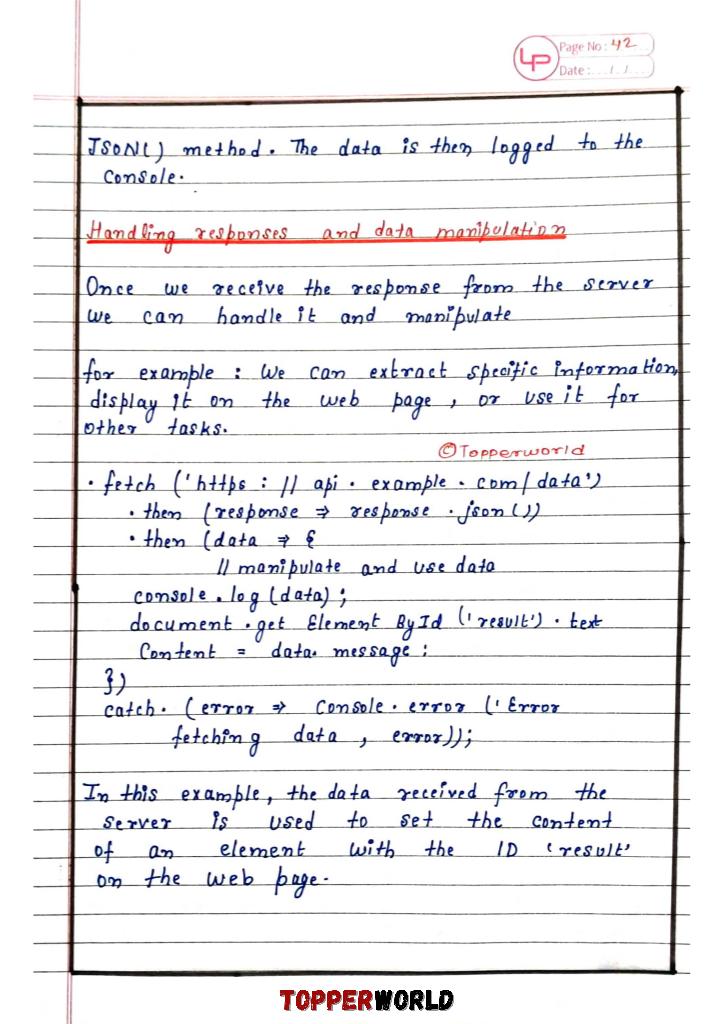 LP
Page No: 42
Date: . . . / . / . . .
JSON() method. The data is then logged to the
console.
Handling responses and data manipulation
Once we receive the response from the server
we can handle it and manipulate
for example : we can extract specific information,
display it on the web page, or use it for
other tasks.
©Topperworld
• fetch ('https : // api . example . com/data')
• then (response => response .json())
• then (data => {
// manipulate and use data
console.log (data);
document .get Element By Id ('result') . text
Content = data. message :
})
catch. (error => console. error ('Error
fetching data , error));
In this example, the data received from the
server is used to set the content
of an element with the ID 'result'
on the web page.
TOPPERWORLD